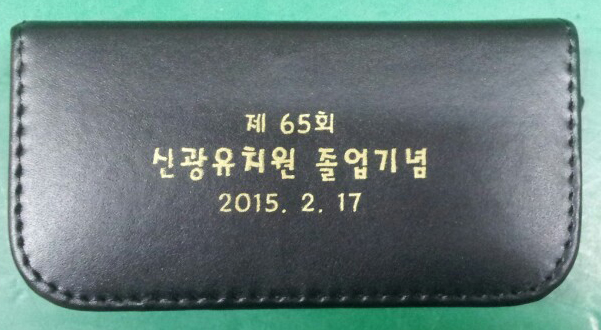 제 65회
신광유치원 졸업기념
2015. 2. 17